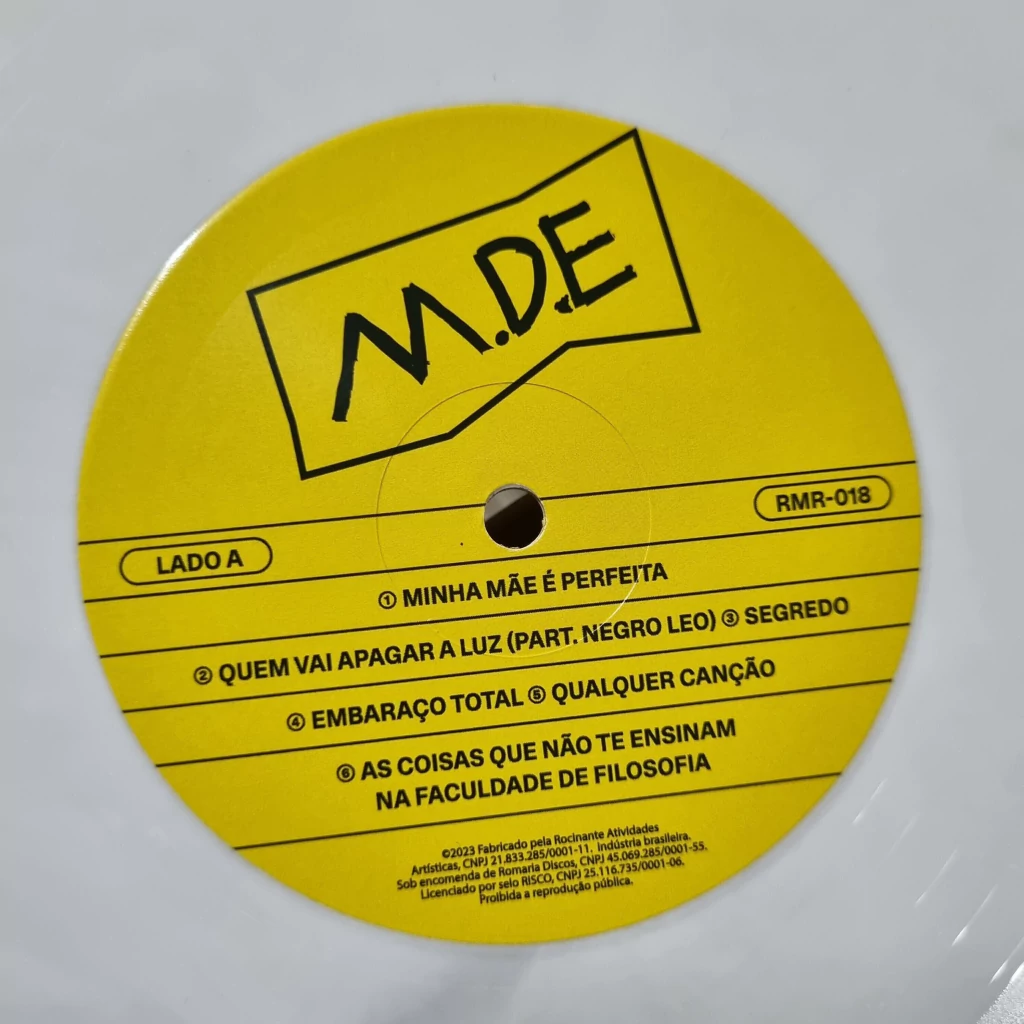 M.D.E
RMR-018
LADO A
① MINHA MÃE É PERFEITA
② QUEM VAI APAGAR A LUZ (PART. NEGRO LEO) ③ SEGREDO
④ EMBARAÇO TOTAL ⑤ QUALQUER CANÇÃO
⑥ AS COISAS QUE NÃO TE ENSINAM
NA FACULDADE DE FILOSOFIA
©2023 Fabricado pela Rocinante Atividades
Artísticas, CNPJ 21.833.285/0001-11. Indústria brasileira.
Sob encomenda de Romaria Discos, CNPJ 45.069.285/0001-55.
Licenciado por selo RISCO, CNPJ 25.116.735/0001-06.
Proibida a reprodução pública.